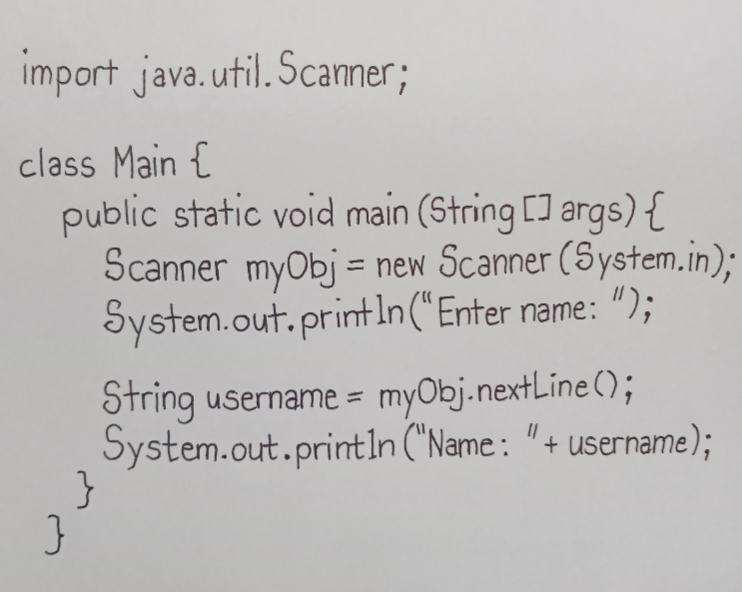 import java.util.Scanner;
class Main {
public static void main (String [] args) {
Scanner myObj = new Scanner (System.in);
System.out.println("Enter name: ");
String username = myObj.nextLine();
System.out.println ("Name: " + username);
}
}